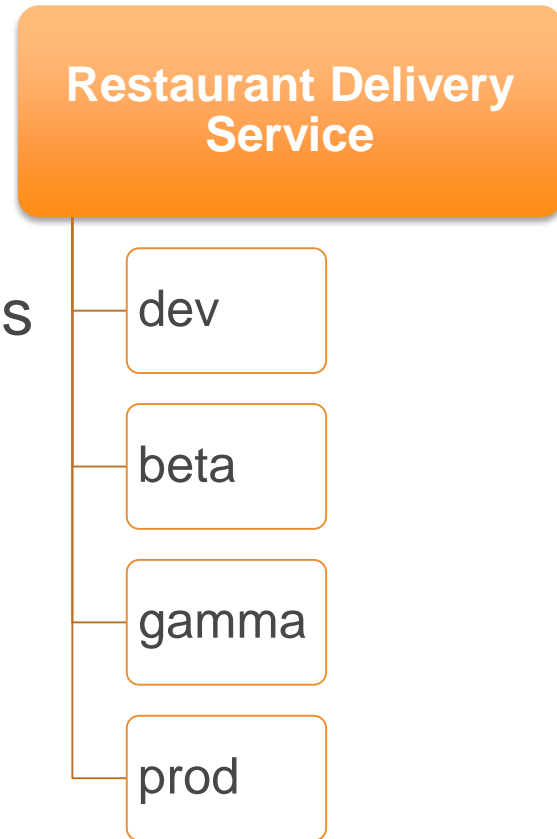 Restaurant Delivery
Service
s
dev
beta
gamma
prod